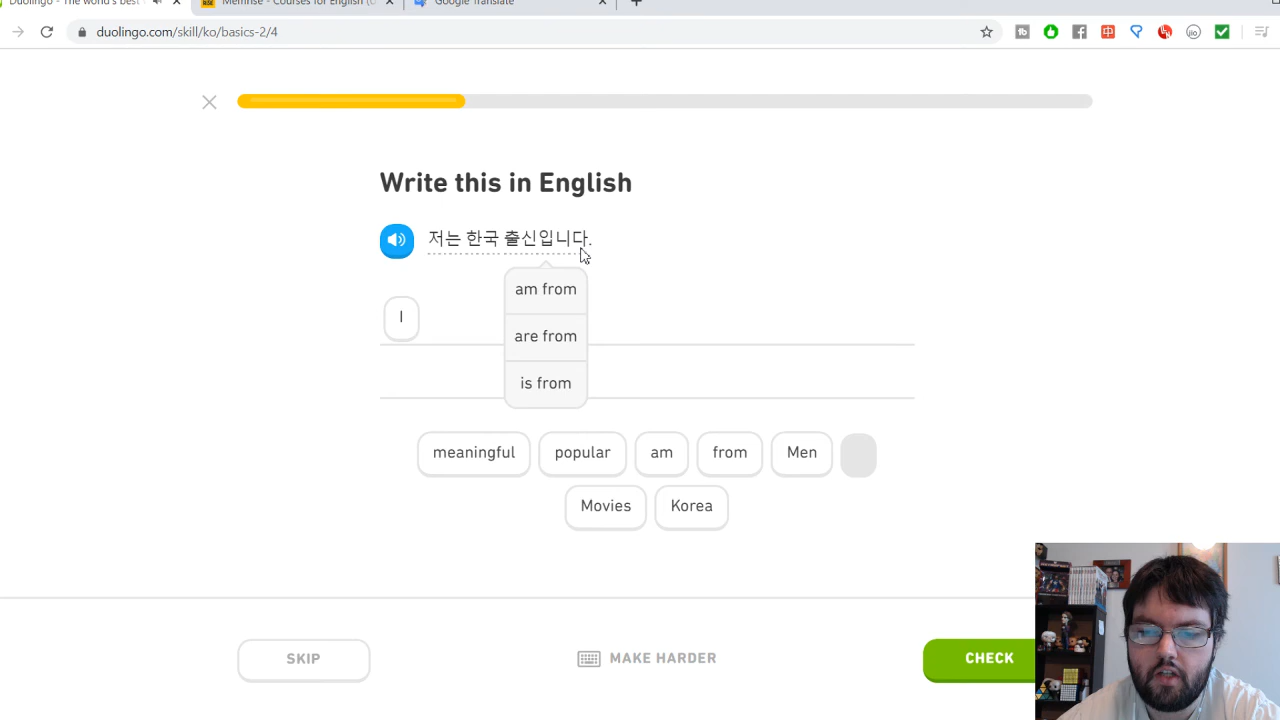 Duolingo - The world's best
Memrise - Courses for English (
Google Translate
duolingo.com/skill/ko/basics-2/4
Write this in English
저는 한국 출신입니다.
am from
I
are from
is from
meaningful popular am from Men
Movies Korea
SKIP
MAKE HARDER
CHECK